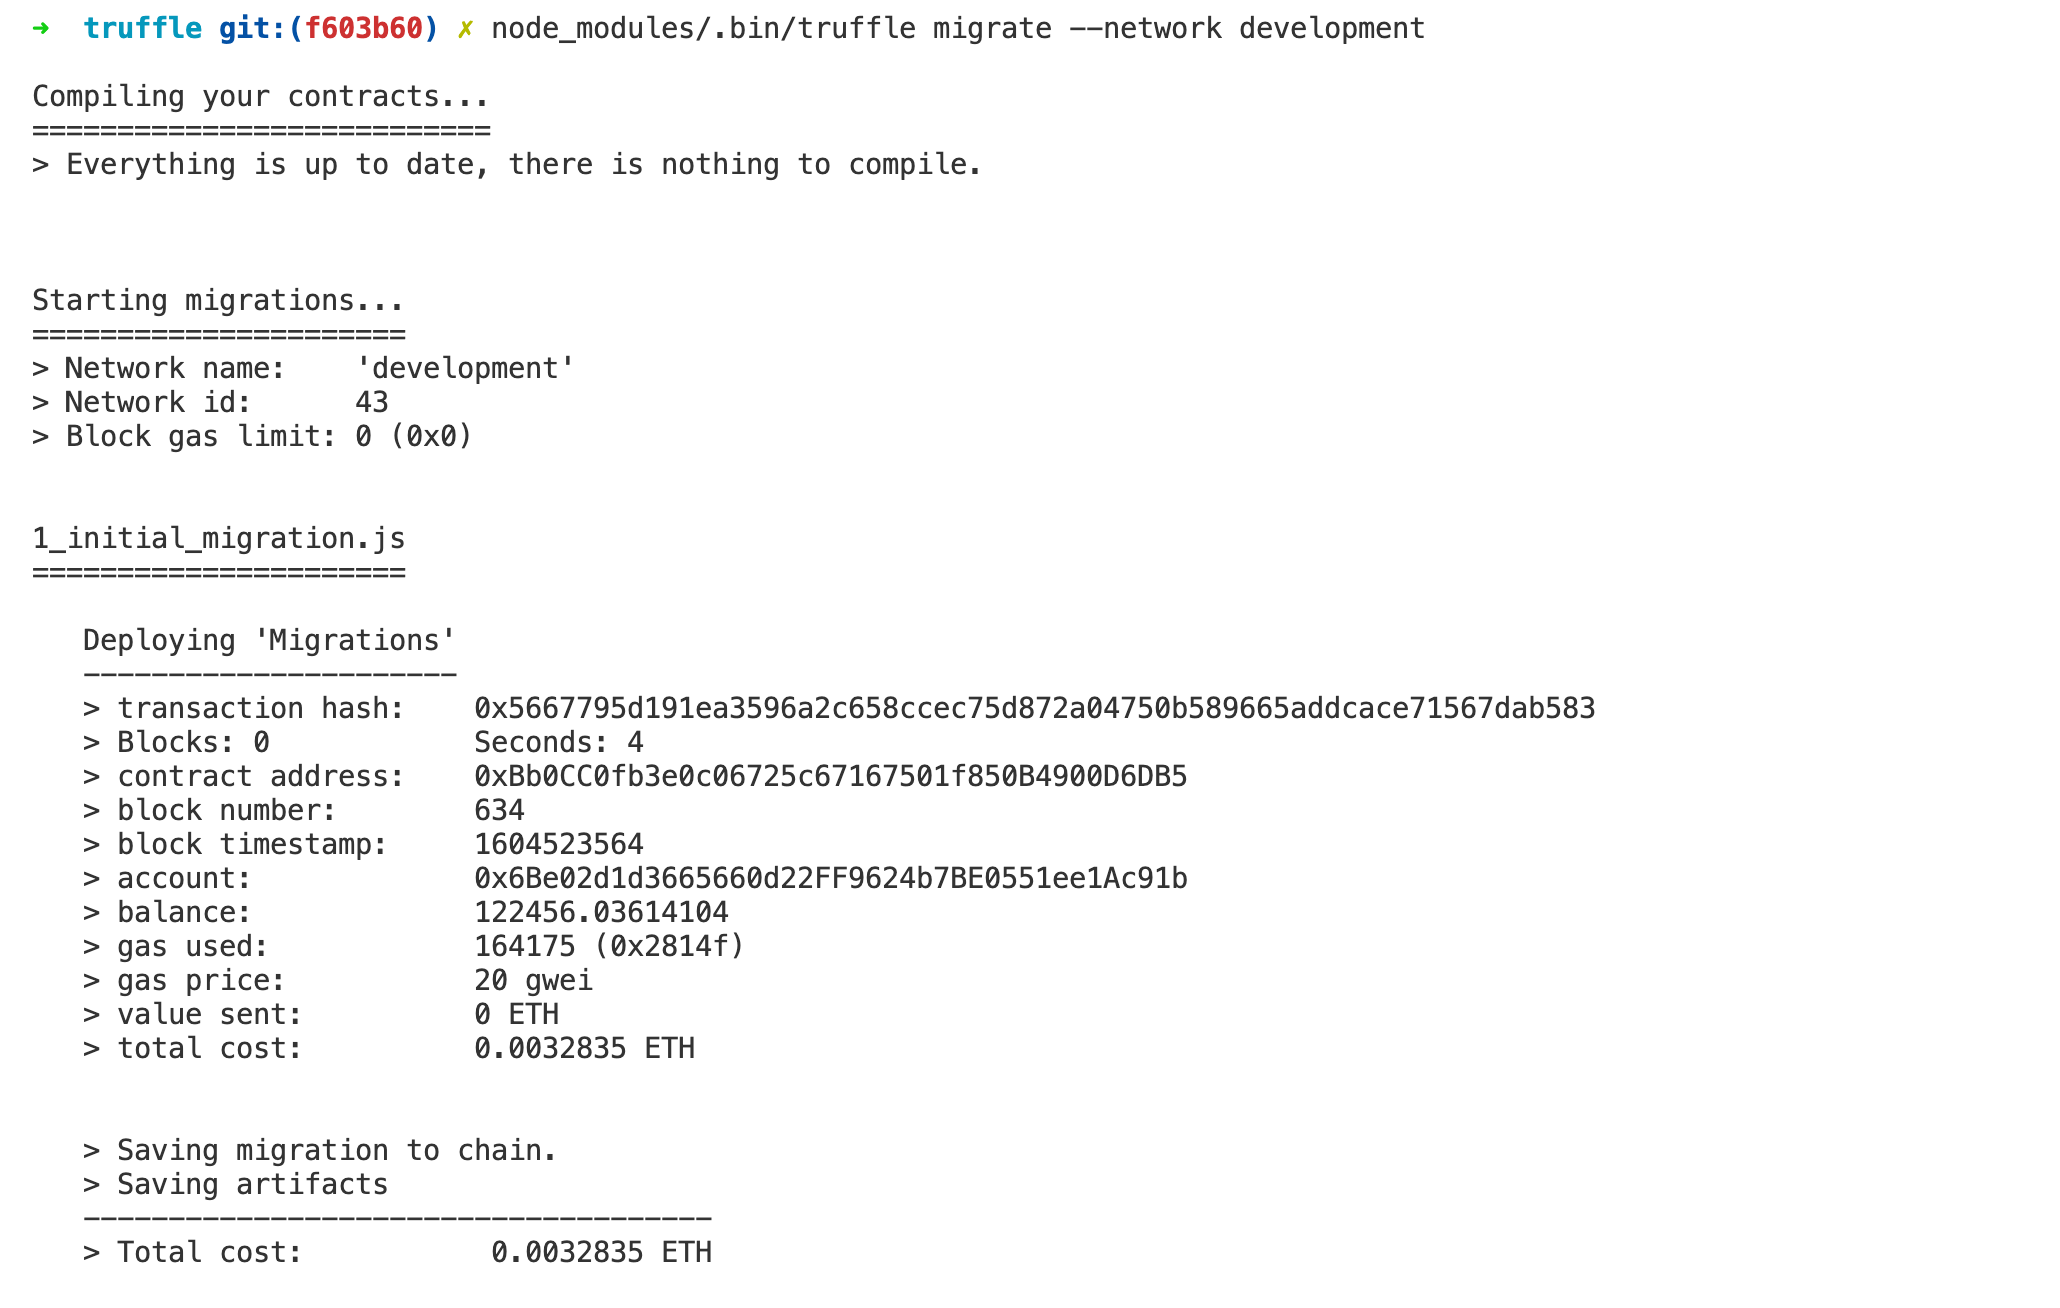 ➜  truffle git:(f603b60) ✗ node_modules/.bin/truffle migrate --network development
Compiling your contracts...
===========================
> Everything is up to date, there is nothing to compile.
Starting migrations...
======================
> Network name:    'development'
> Network id:      43
> Block gas limit: 0 (0x0)
1_initial_migration.js
======================
Deploying 'Migrations'
----------------------
> transaction hash:    0x5667795d191ea3596a2c658ccec75d872a04750b589665addcace71567dab583
> Blocks: 0            Seconds: 4
> contract address:    0xBb0CC0fb3e0c06725c67167501f850B4900D6DB5
> block number:        634
> block timestamp:     1604523564
> account:             0x6Be02d1d3665660d22FF9624b7BE0551ee1Ac91b
> balance:             122456.03614104
> gas used:            164175 (0x2814f)
> gas price:           20 gwei
> value sent:          0 ETH
> total cost:          0.0032835 ETH
> Saving migration to chain.
> Saving artifacts
-------------------------------------
> Total cost:           0.0032835 ETH